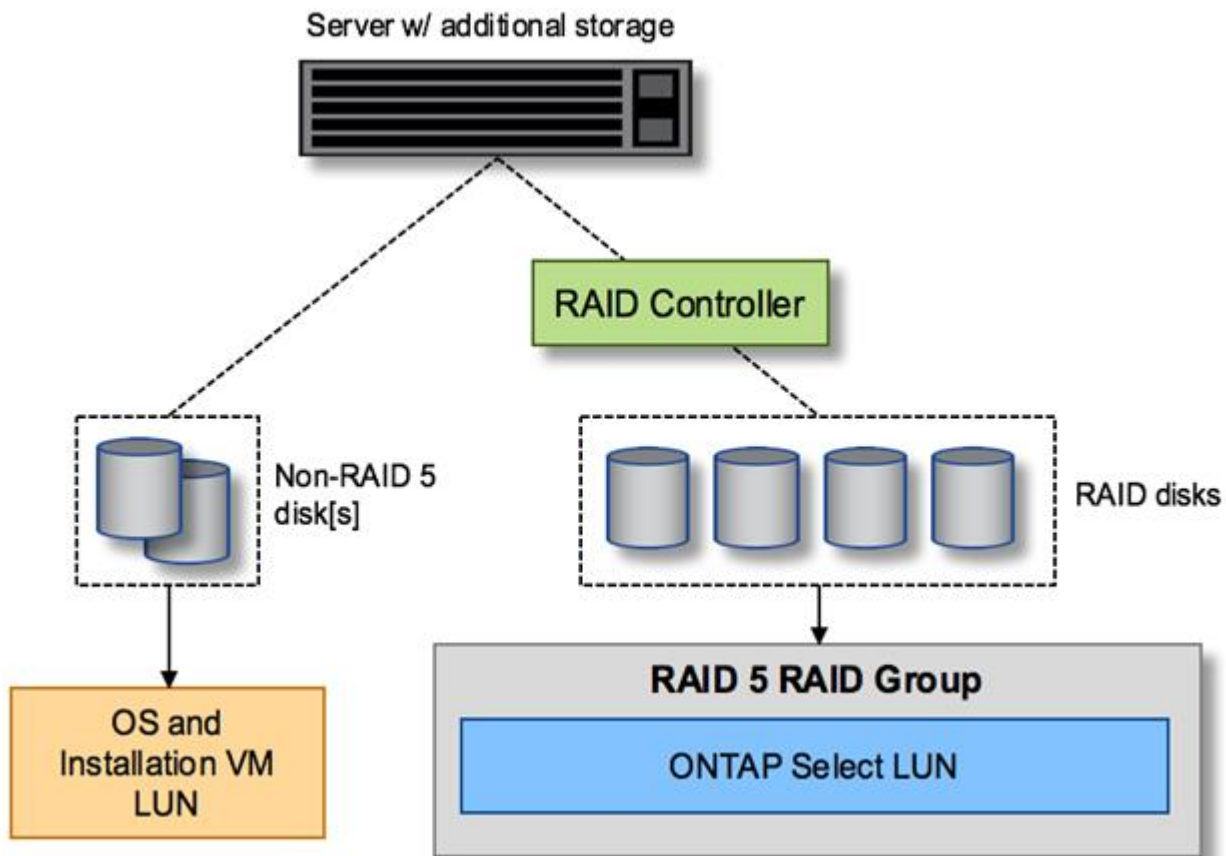 Server w/ additional storage
RAID Controller
Non-RAID 5
disk[s]
RAID disks
OS and
Installation VM
LUN
RAID 5 RAID Group
ONTAP Select LUN